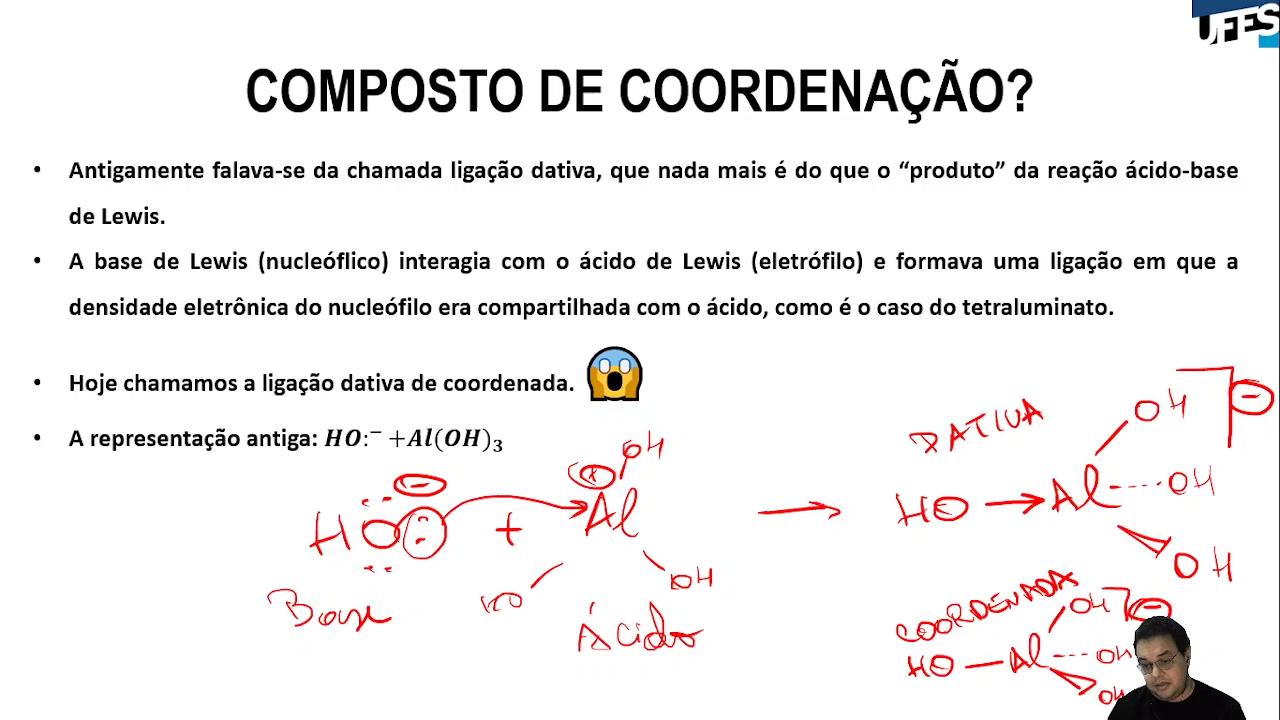 UFES
COMPOSTO DE COORDENAÇÃO?
• Antigamente falava-se da chamada ligação dativa, que nada mais é do que o “produto” da reação ácido-base
de Lewis.
• A base de Lewis (nucleóflico) interagia com o ácido de Lewis (eletrófilo) e formava uma ligação em que a
densidade eletrônica do nucleófilo era compartilhada com o ácido, como é o caso do tetraluminato.
• Hoje chamamos a ligação dativa de coordenada.
• A representação antiga: HO:⁻ +Al(OH)₃
OH
HO + Al
HO OH
Base
Ácido
DATIVA
OH
HO → Al OH
OH
COORDENADA
OH
HO — Al OH
OH